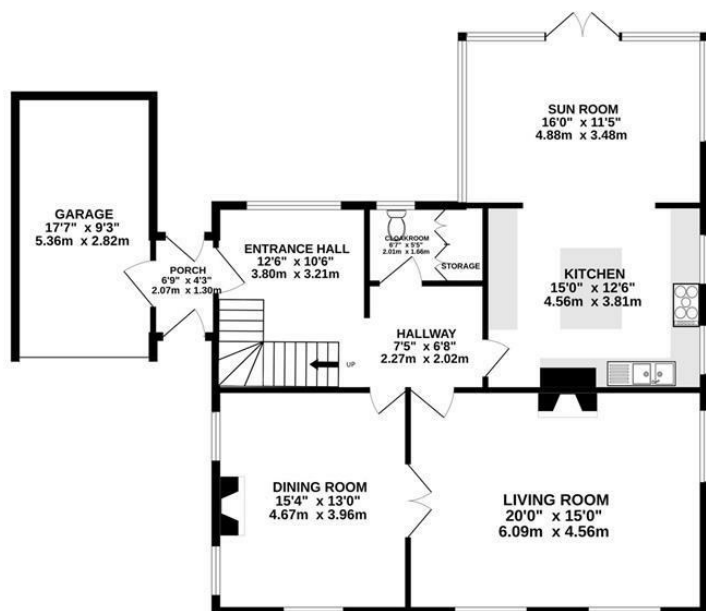 SUN ROOM
16'0" x 11'5"
4.88m x 3.48m
GARAGE
17'7" x 9'3"
5.36m x 2.82m
PORCH
6'9" x 4'3"
2.07m x 1.30m
ENTRANCE HALL
12'6" x 10'6"
3.80m x 3.21m
CLOAKROOM
6'7" x 5'5"
2.01m x 1.66m
STORAGE
KITCHEN
15'0" x 12'6"
4.56m x 3.81m
HALLWAY
7'5" x 6'8"
2.27m x 2.02m
UP
DINING ROOM
15'4" x 13'0"
4.67m x 3.96m
LIVING ROOM
20'0" x 15'0"
6.09m x 4.56m